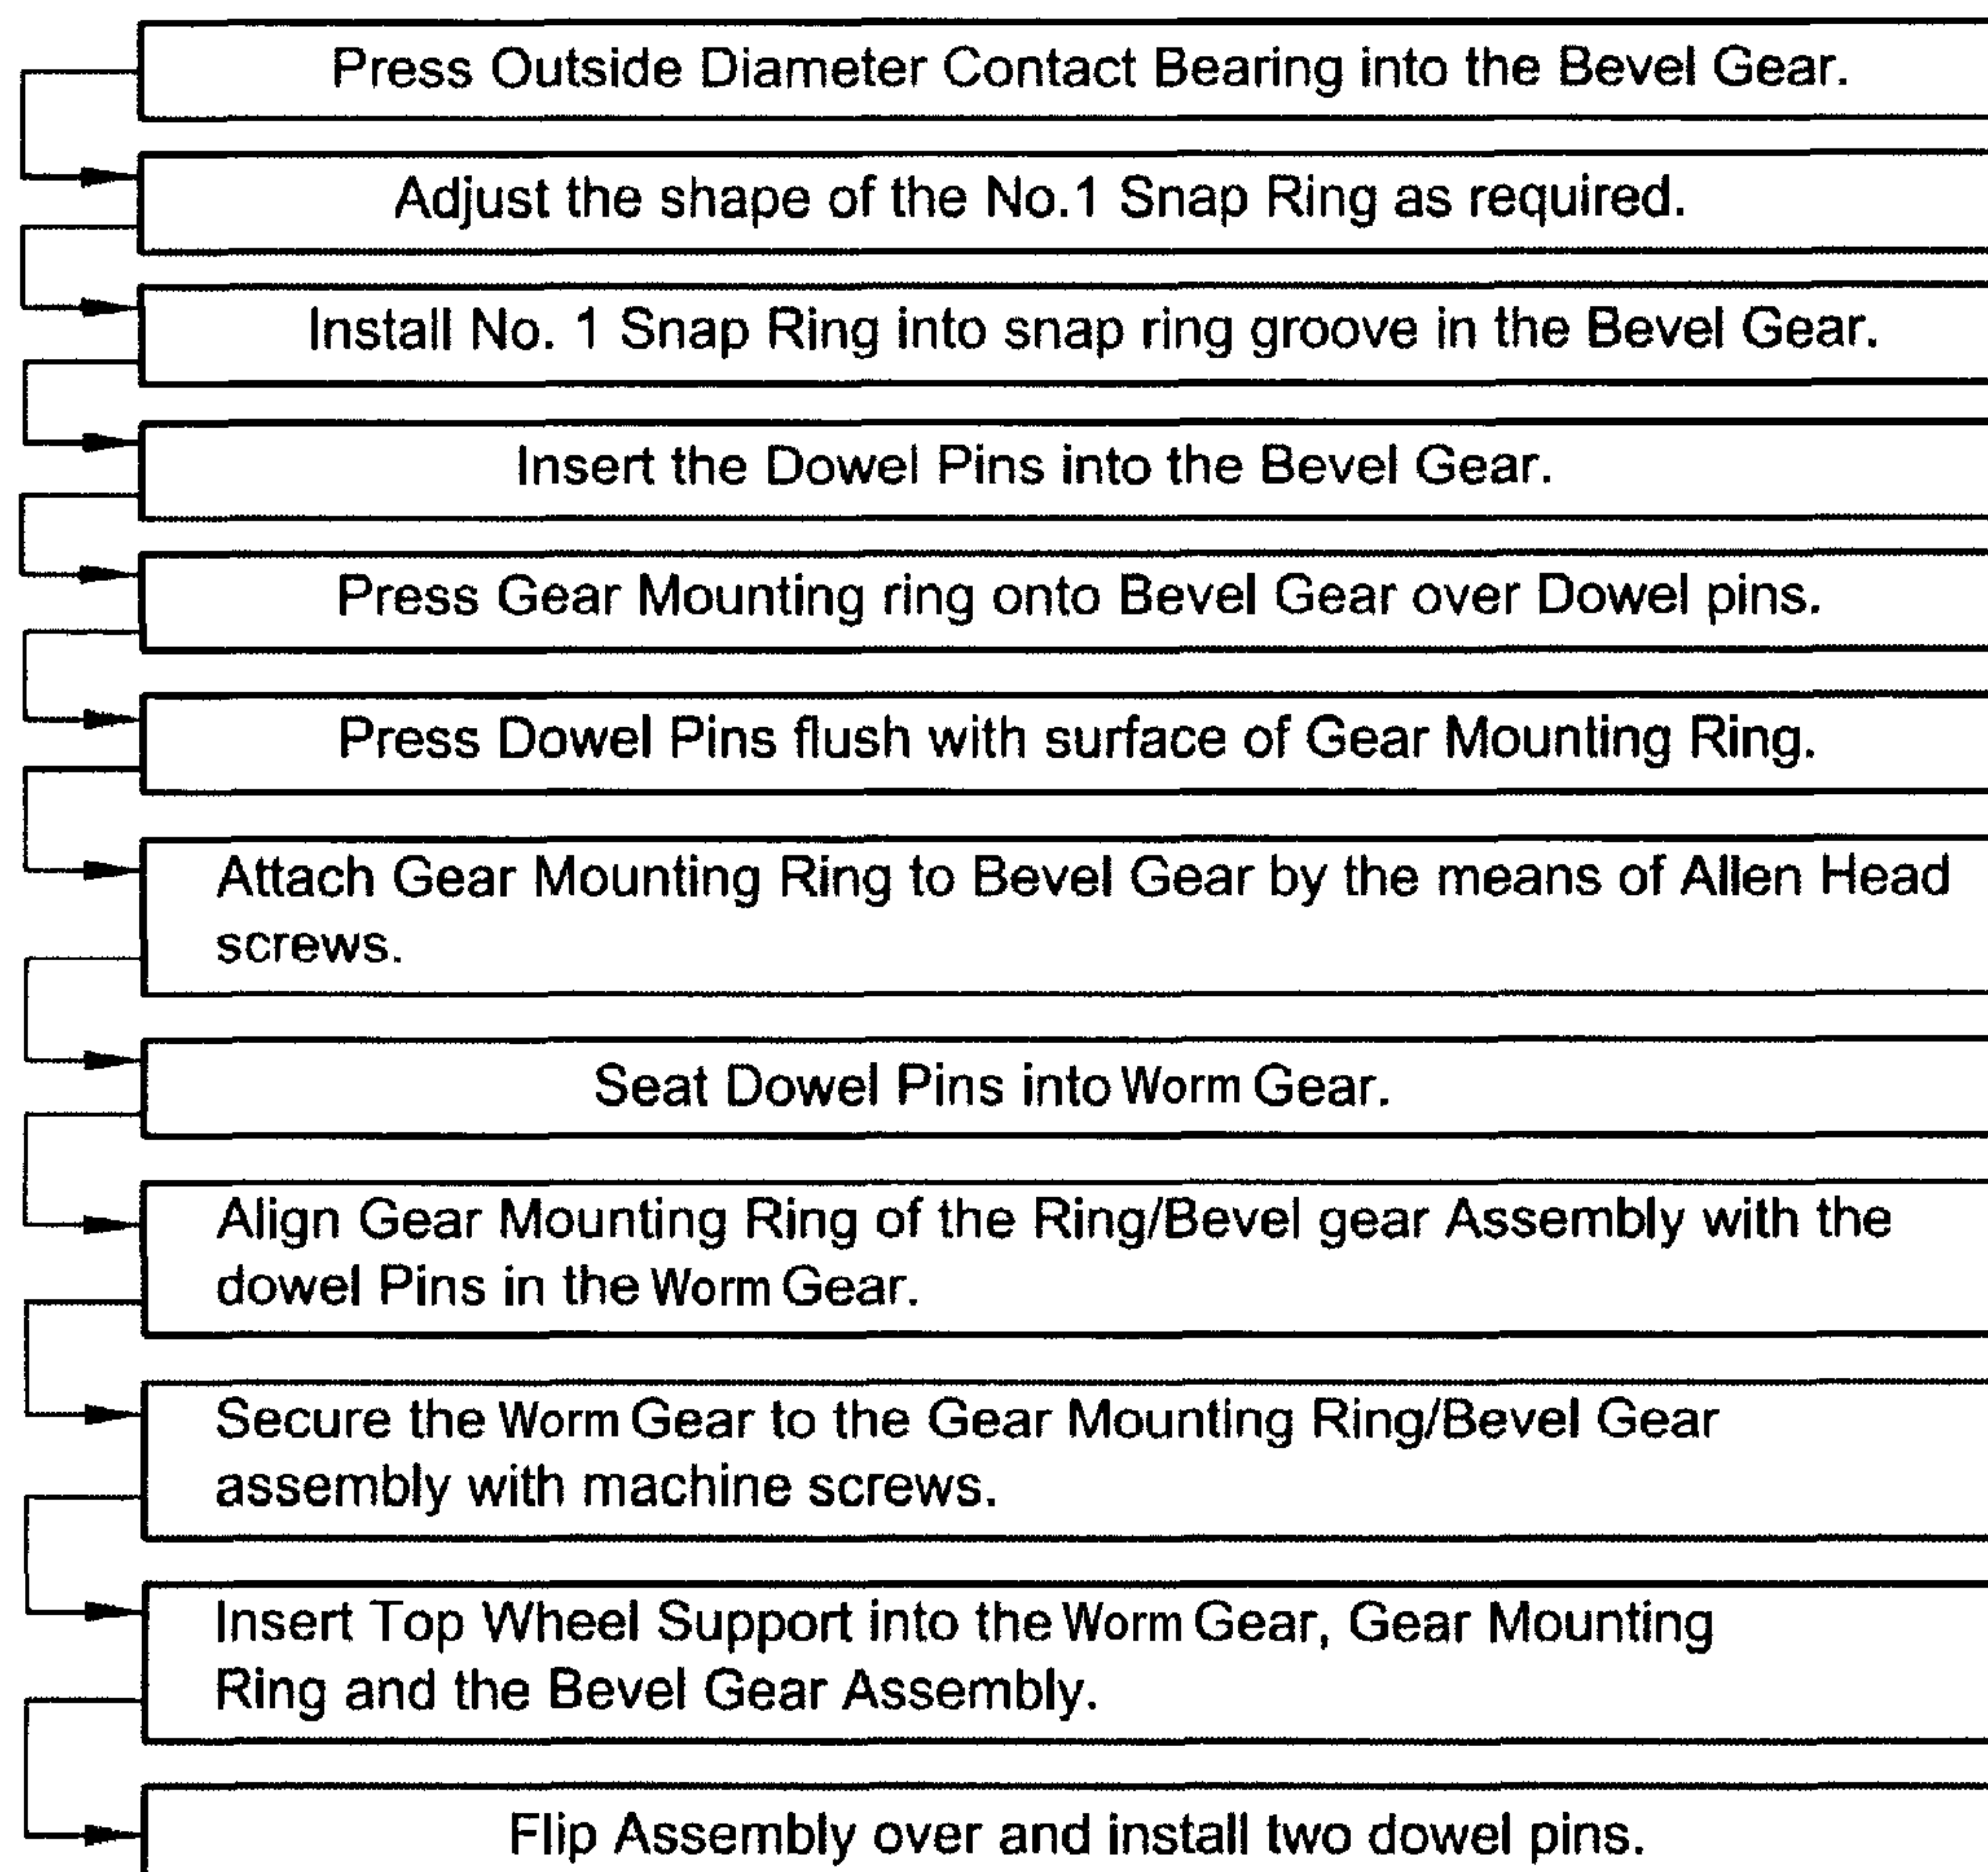 Press Outside Diameter Contact Bearing into the Bevel Gear.
Adjust the shape of the No.1 Snap Ring as required.
Install No. 1 Snap Ring into snap ring groove in the Bevel Gear.
Insert the Dowel Pins into the Bevel Gear.
Press Gear Mounting ring onto Bevel Gear over Dowel pins.
Press Dowel Pins flush with surface of Gear Mounting Ring.
Attach Gear Mounting Ring to Bevel Gear by the means of Allen Head
screws.
Seat Dowel Pins into Worm Gear.
Align Gear Mounting Ring of the Ring/Bevel gear Assembly with the
dowel Pins in the Worm Gear.
Secure the Worm Gear to the Gear Mounting Ring/Bevel Gear
assembly with machine screws.
Insert Top Wheel Support into the Worm Gear, Gear Mounting
Ring and the Bevel Gear Assembly.
Flip Assembly over and install two dowel pins.